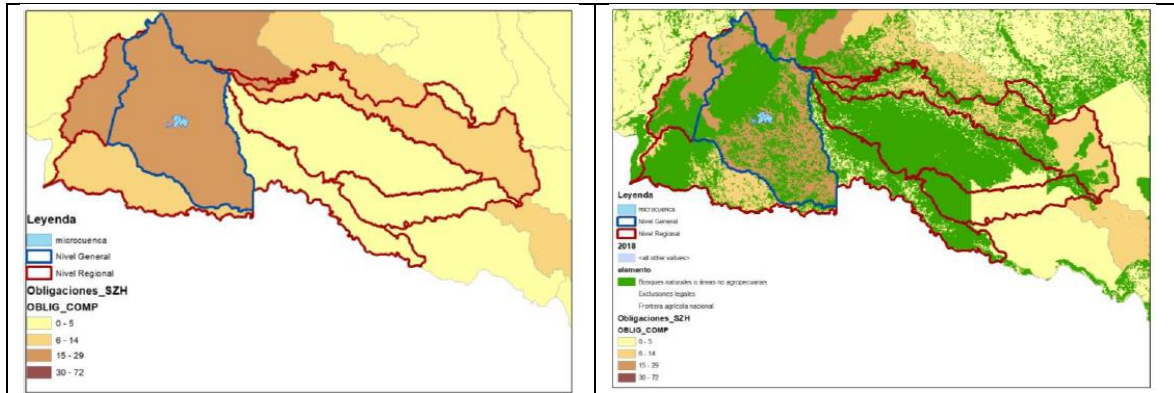 Leyenda
microcuenca
Nivel General
Nivel Regional
Obligaciones_SZH
OBLIG_COMP
0 - 5
6 - 14
15 - 29
30 - 72
Leyenda
microcuenca
Nivel General
Nivel Regional
2018
<all other values>
elemento
Bosques naturales o áreas no agropecuarias
Exclusiones legales
Frontera agrícola nacional
Obligaciones_SZH
OBLIG_COMP
0 - 5
6 - 14
15 - 29
30 - 72